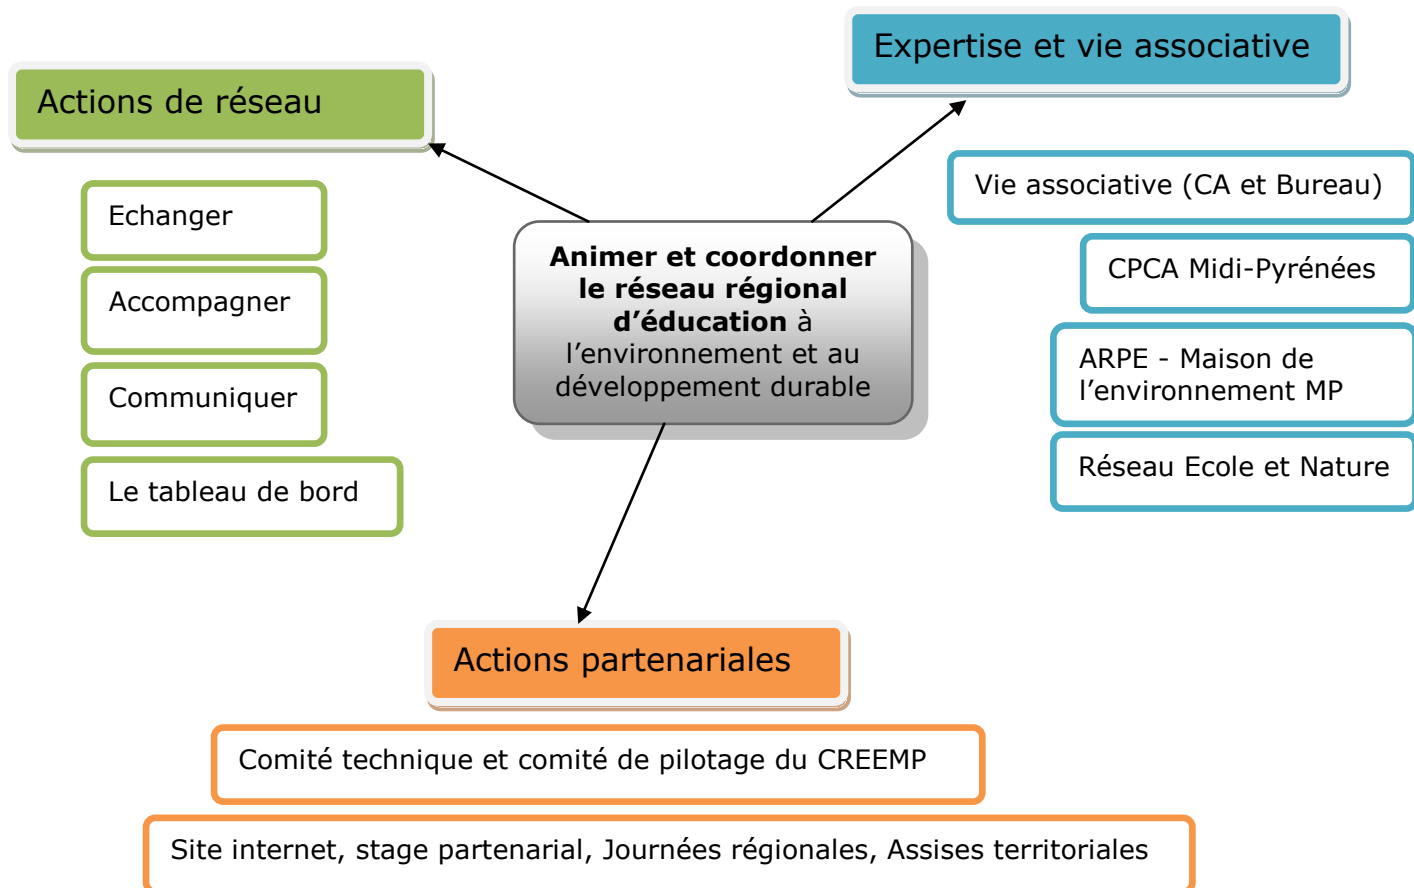 Expertise et vie associative
Actions de réseau
Vie associative (CA et Bureau)
Echanger
Animer et coordonner
le réseau régional
d’éducation à
l’environnement et au
développement durable
CPCA Midi-Pyrénées
Accompagner
ARPE - Maison de
l’environnement MP
Communiquer
Réseau Ecole et Nature
Le tableau de bord
Actions partenariales
Comité technique et comité de pilotage du CREEMP
Site internet, stage partenarial, Journées régionales, Assises territoriales